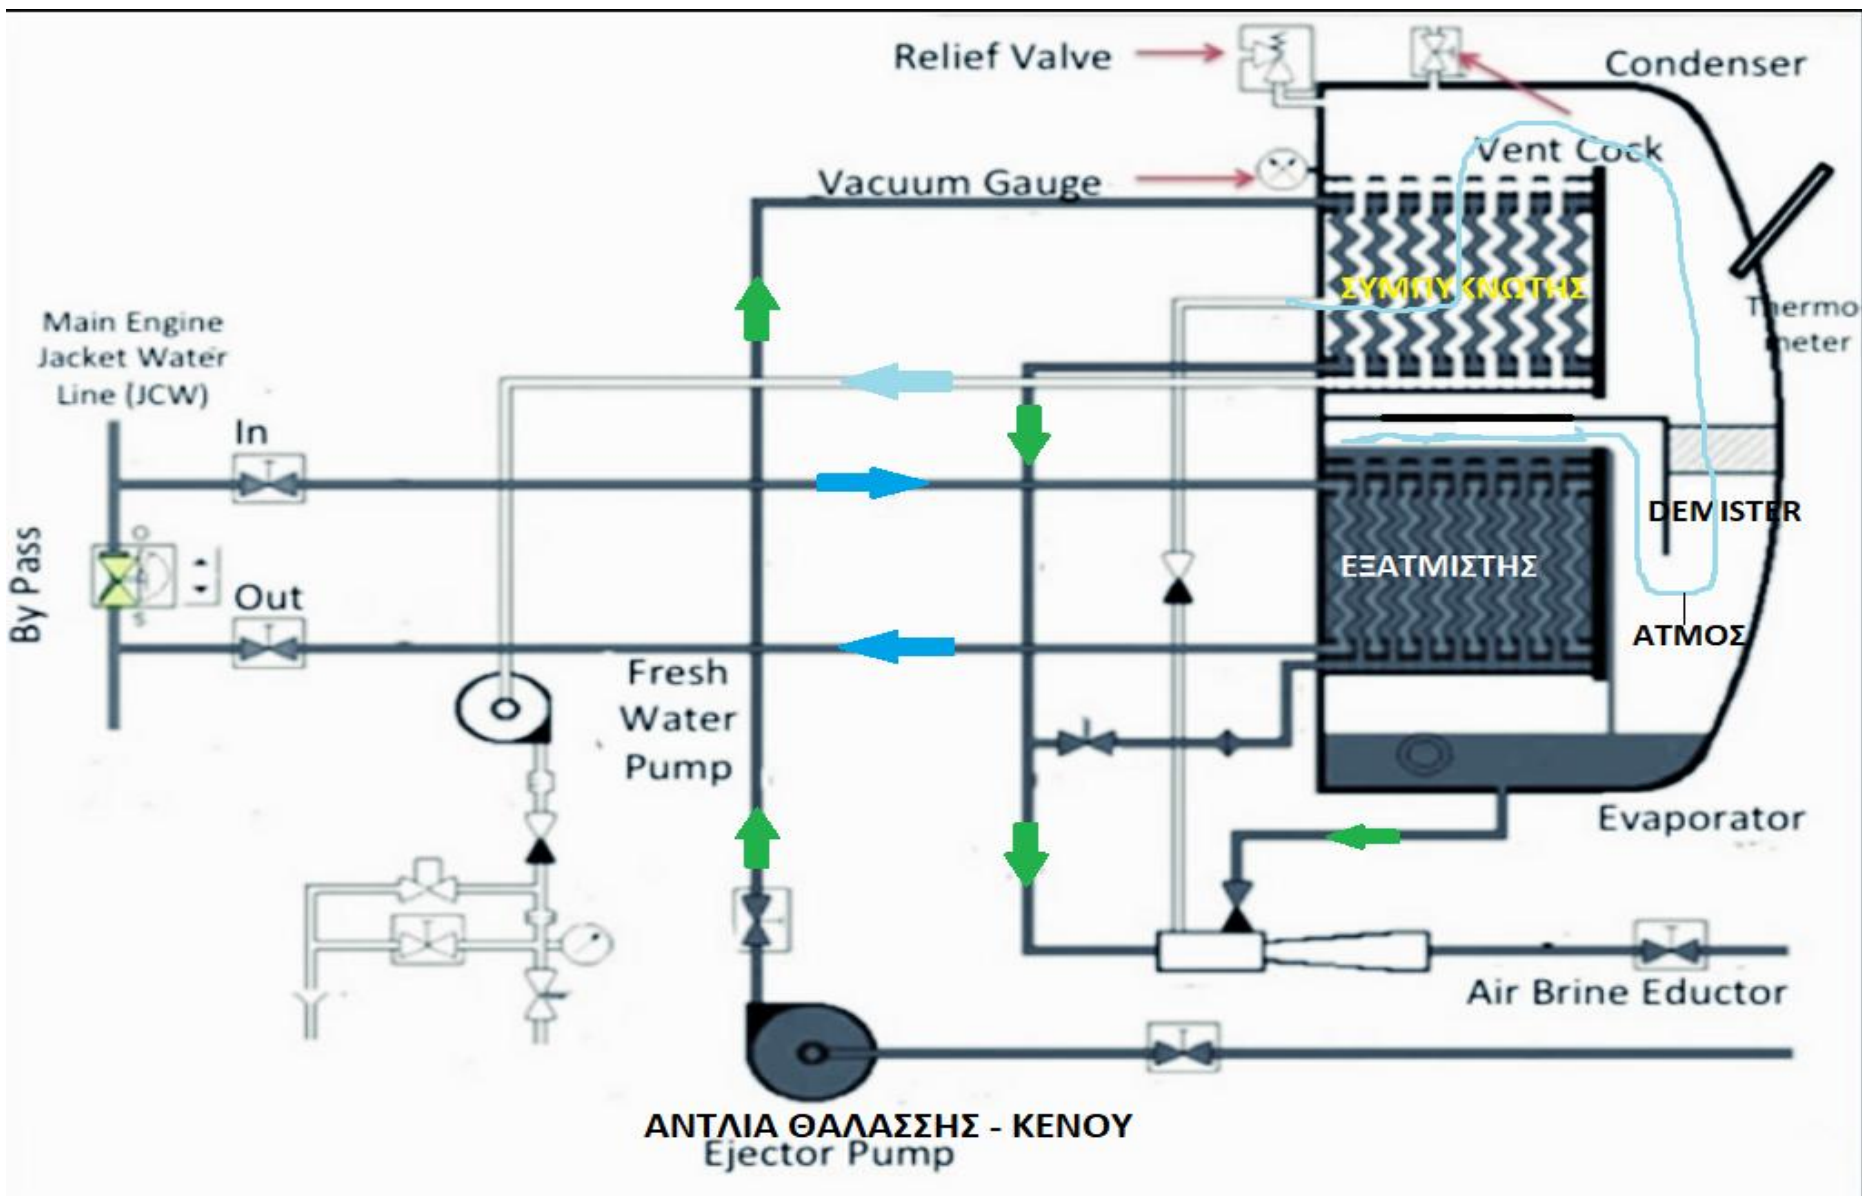 Relief Valve
Condenser
Vent Cock
Vacuum Gauge
ΣΥΜΠΥΚΝΩΤΗΣ
Thermo
meter
Main Engine
Jacket Water
Line (JCW)
In
DEMISTER
ΕΞΑΤΜΙΣΤΗΣ
By Pass
Out
ΑΤΜΟΣ
Fresh
Water
Pump
Evaporator
Air Brine Eductor
ΑΝΤΛΙΑ ΘΑΛΑΣΣΗΣ - ΚΕΝΟΥ
Ejector Pump